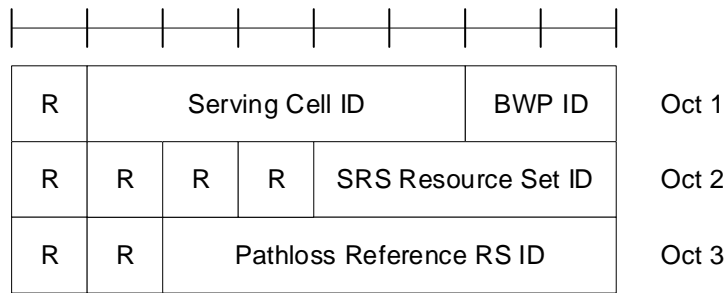 R Serving Cell ID BWP ID Oct 1
R R R R SRS Resource Set ID Oct 2
R R Pathloss Reference RS ID Oct 3